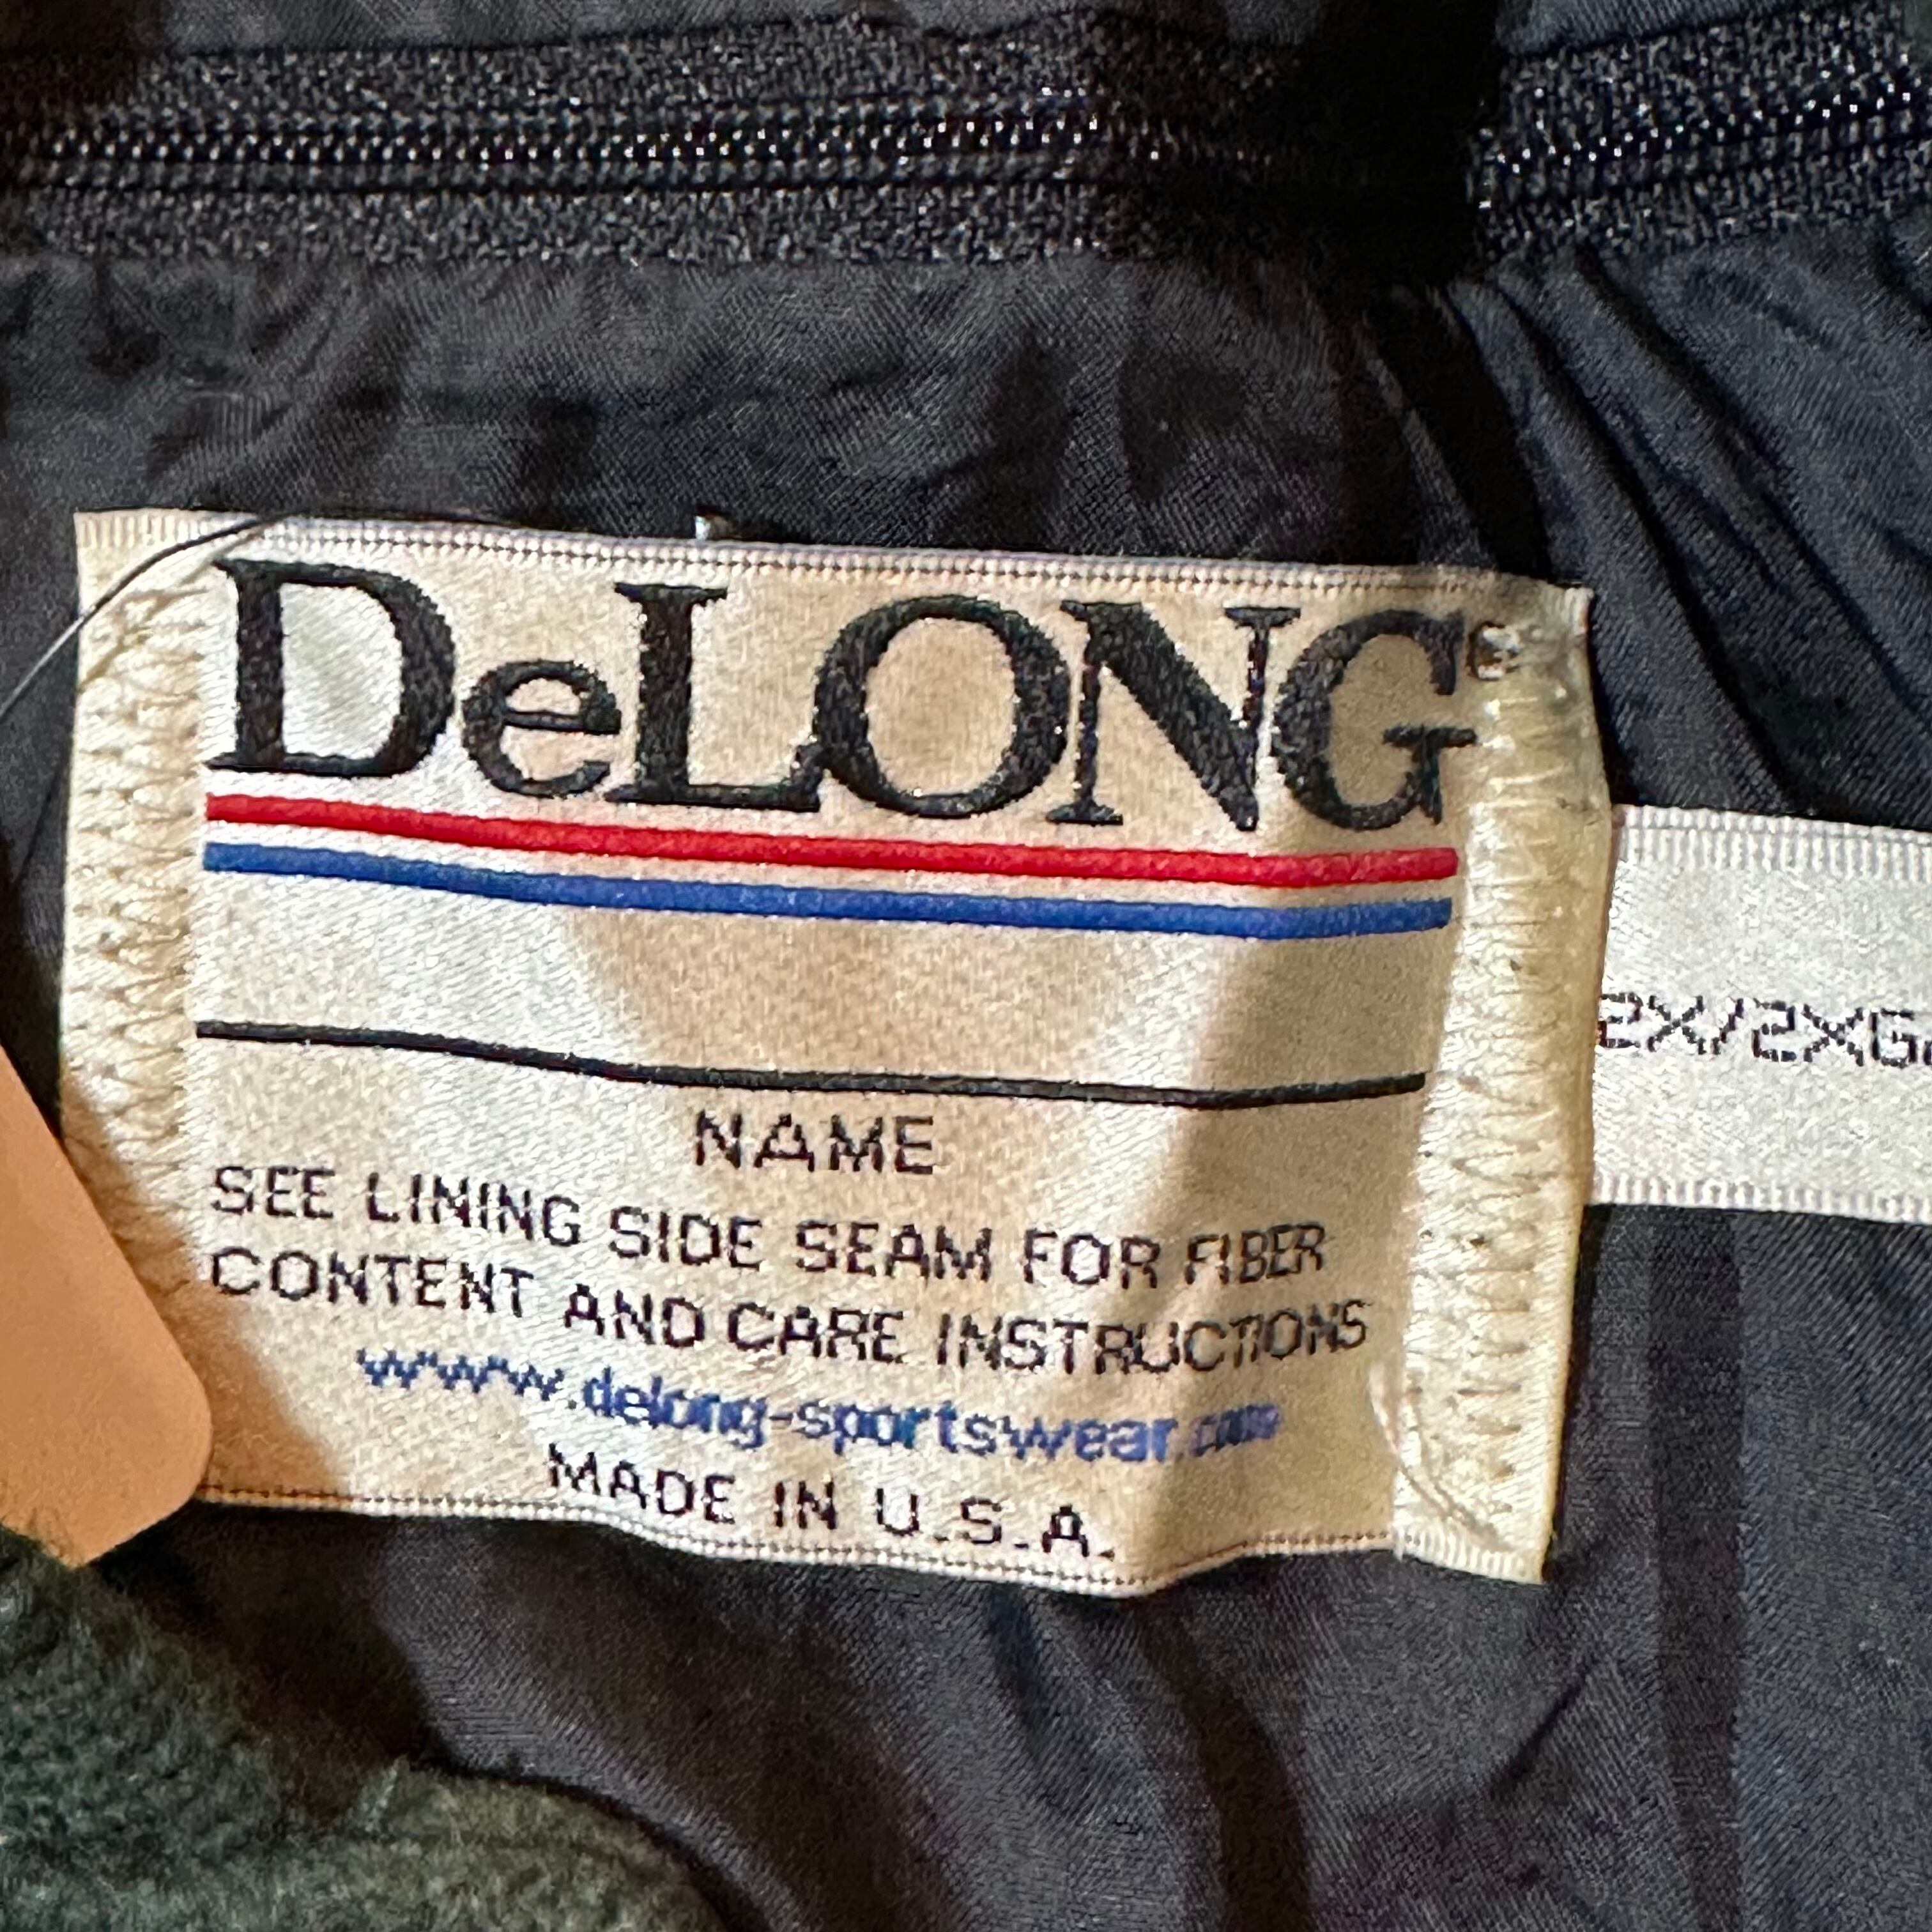 DeLONG®
NAME
SEE LINING SIDE SEAM FOR FIBER
CONTENT AND CARE INSTRUCTIONS
www.delong-sportswear.com
MADE IN U.S.A.
2X/2XG